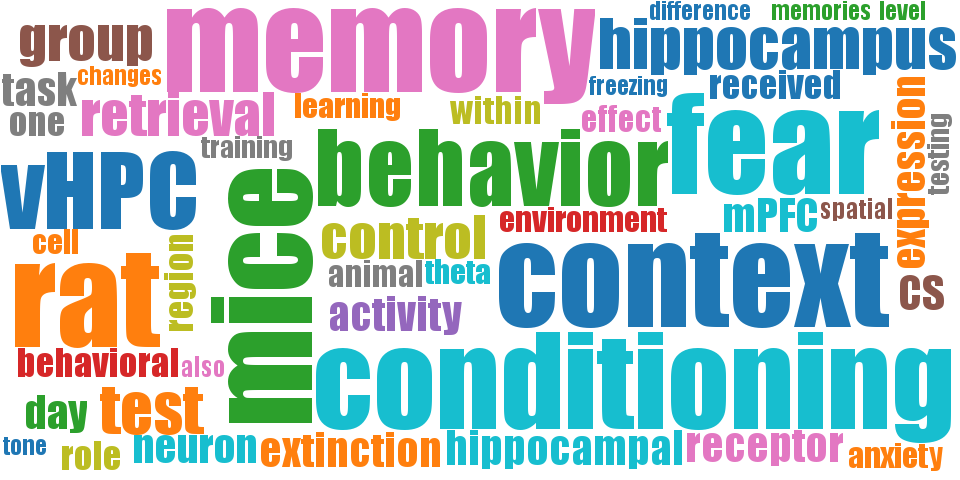 difference
memories
level
group
memory
hippocampus
changes
task
freezing
received
retrieval
learning
within
effect
fear
expression
testing
one
training
behavior
vHPC
mice
mPFC
spatial
environment
control
cell
region
context
rat
animal
theta
cs
activity
behavioral
also
conditioning
day
test
tone
role
neuron
extinction
hippocampal
receptor
anxiety